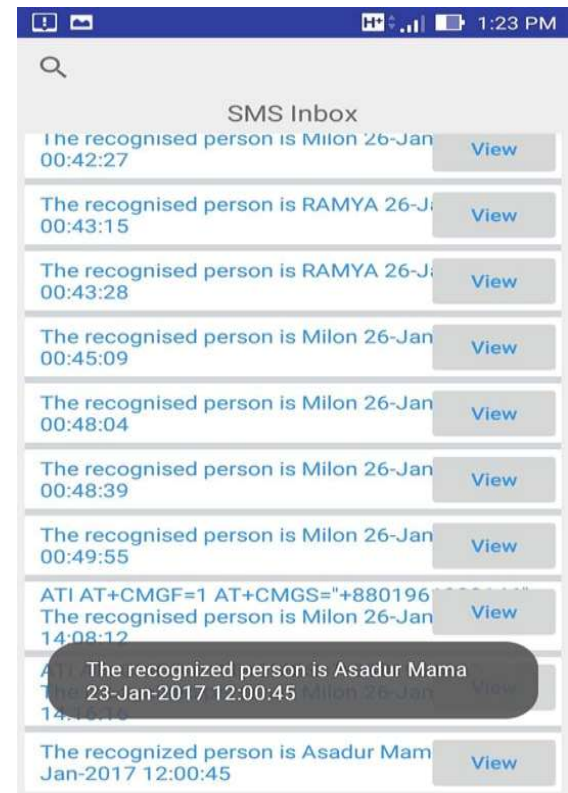 H+ 1:23 PM
SMS Inbox
The recognised person is Milon 26-Jan
00:42:27
View
The recognised person is RAMYA 26-Ja
00:43:15
View
The recognised person is RAMYA 26-Ja
00:43:28
View
The recognised person is Milon 26-Jan
00:45:09
View
The recognised person is Milon 26-Jan
00:48:04
View
The recognised person is Milon 26-Jan
00:48:39
View
The recognised person is Milon 26-Jan
00:49:55
View
ATI AT+CMGF=1
The recognised person is Milon 26-Jan
14:08:12
View
The recognized person is Asadur Mama
23-Jan-2017 12:00:45
View
14:16:16
The recognized person is Asadur Mam
Jan-2017 12:00:45
View